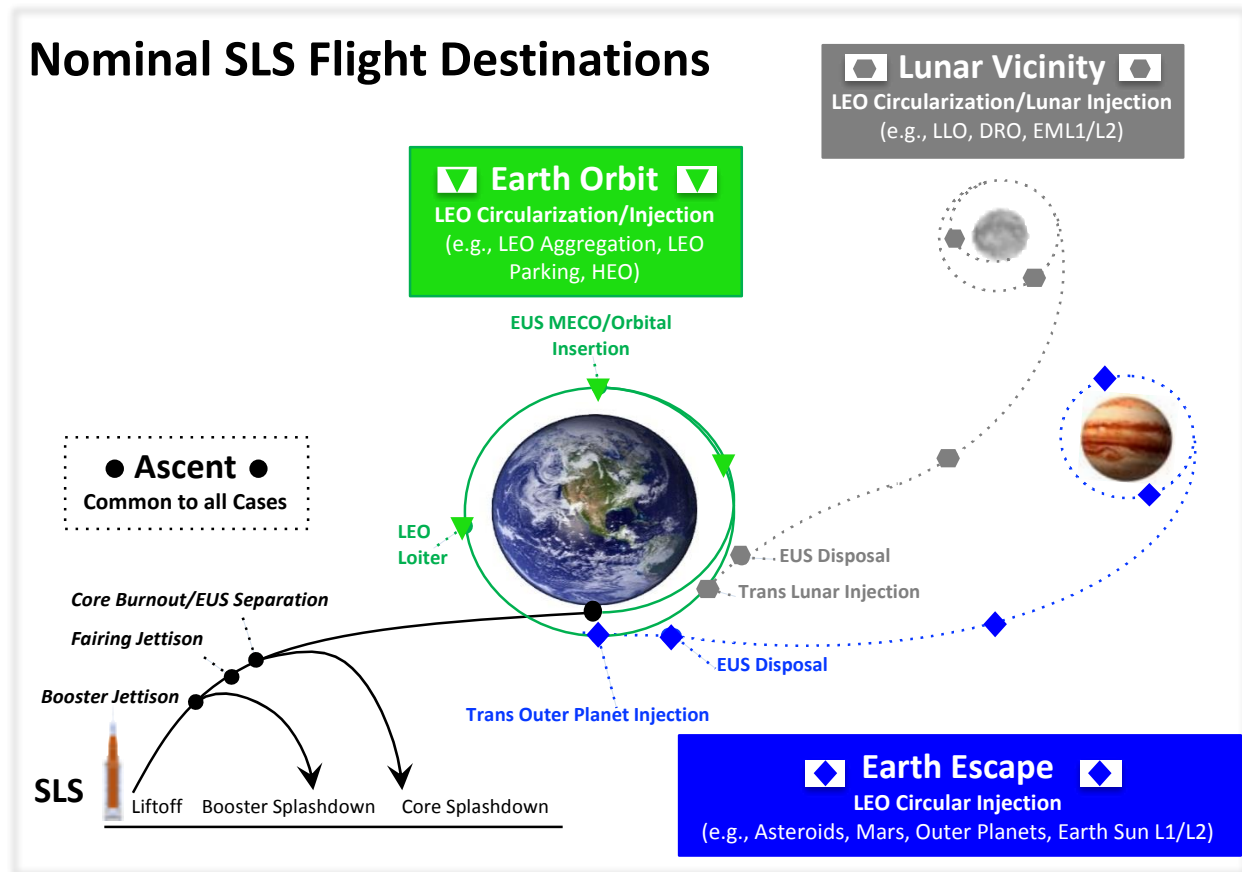 Nominal SLS Flight Destinations
Lunar Vicinity
LEO Circularization/Lunar Injection
(e.g., LLO, DRO, EML1/L2)
Earth Orbit
LEO Circularization/Injection
(e.g., LEO Aggregation, LEO
Parking, HEO)
EUS MECO/Orbital
Insertion
Ascent
Common to all Cases
LEO
Loiter
EUS Disposal
Trans Lunar Injection
Core Burnout/EUS Separation
Fairing Jettison
Booster Jettison
EUS Disposal
Trans Outer Planet Injection
SLS
Liftoff
Booster Splashdown
Core Splashdown
Earth Escape
LEO Circular Injection
(e.g., Asteroids, Mars, Outer Planets, Earth Sun L1/L2)